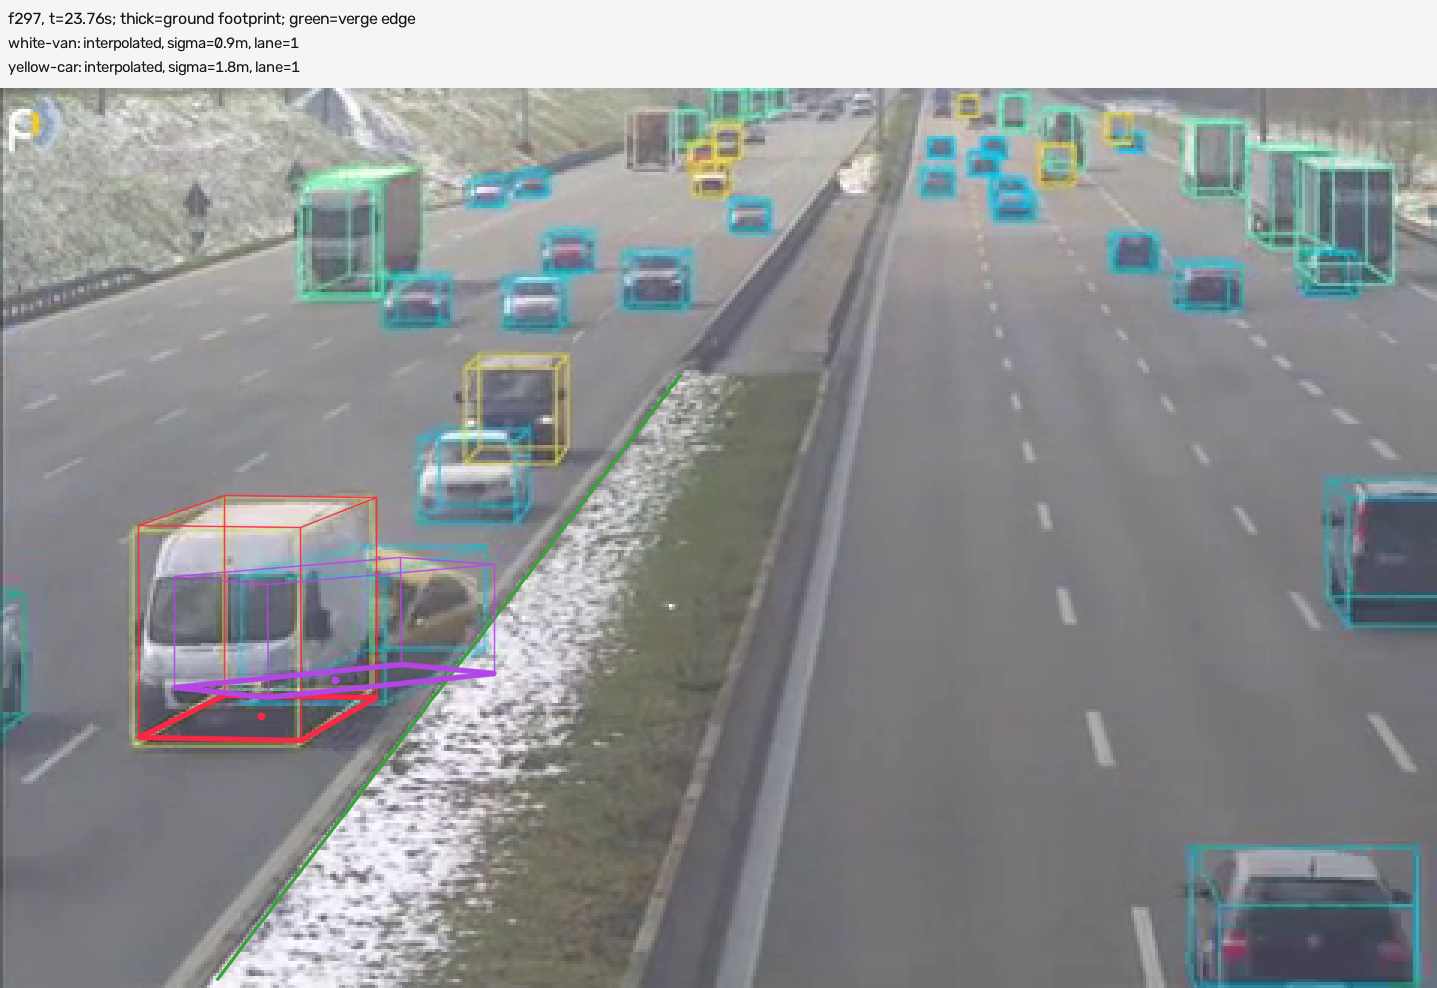 f297, t=23.76s; thick=ground footprint; green=verge edge
white-van: interpolated, sigma=0.9m, lane=1
yellow-car: interpolated, sigma=1.8m, lane=1